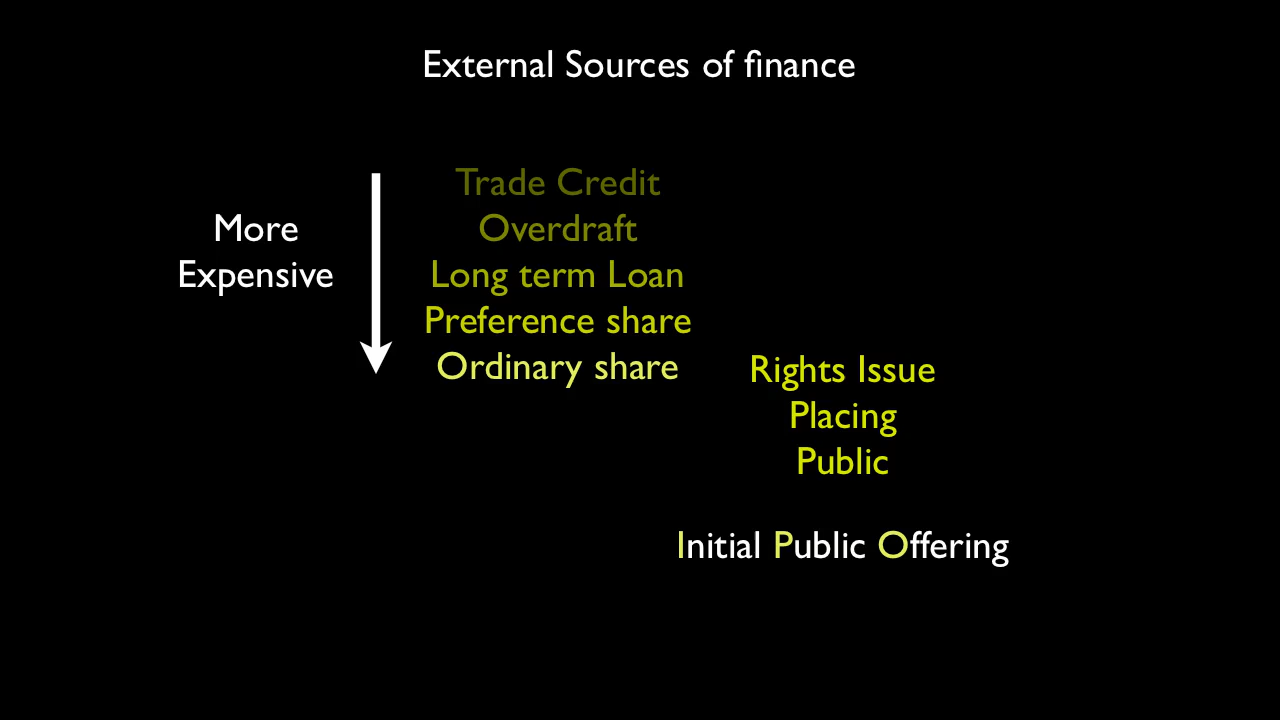 External Sources of finance
More
Expensive
Trade Credit
Overdraft
Long term Loan
Preference share
Ordinary share
Rights Issue
Placing
Public
Initial Public Offering